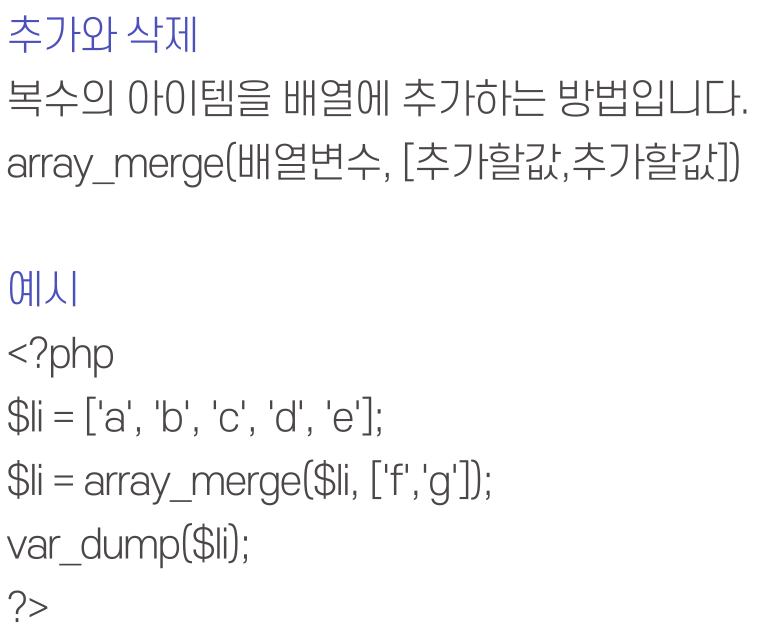 추가와 삭제
복수의 아이템을 배열에 추가하는 방법입니다.
array_merge(배열변수, [추가할값,추가할값])
예시
<?php
$li = ['a', 'b', 'c', 'd', 'e'];
$li = array_merge($li, ['f','g']);
var_dump($li);
?>